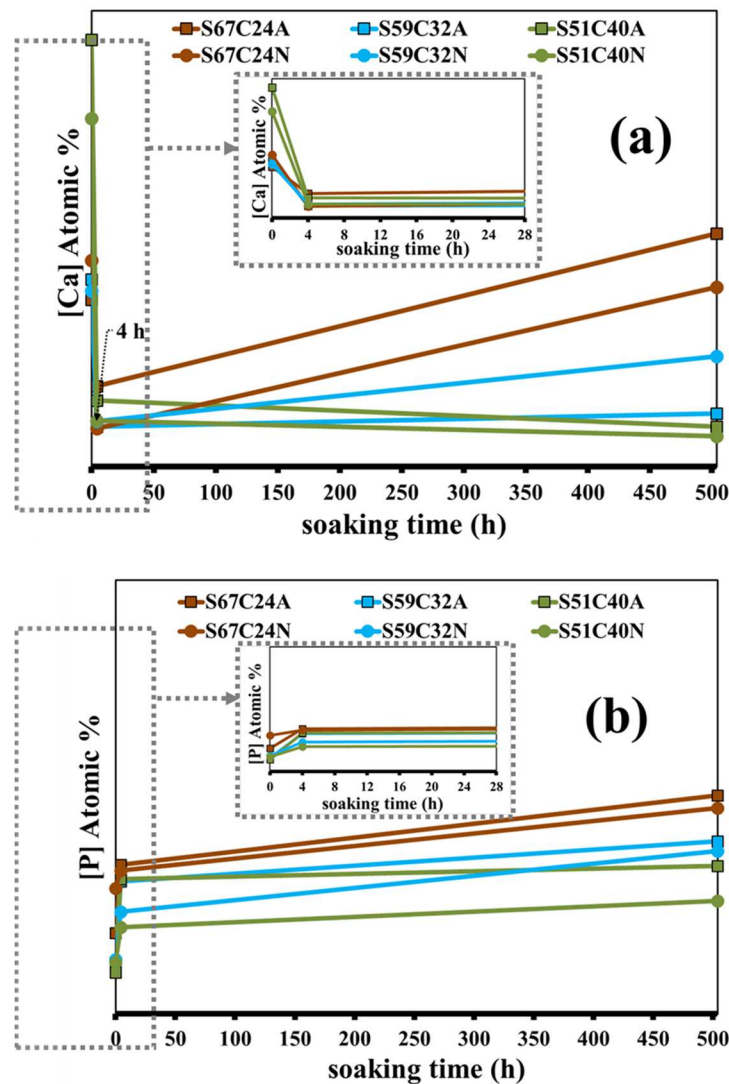 S67C24A S59C32A S51C40A
S67C24N S59C32N S51C40N
(a)
[Ca] Atomic %
[Ca] Atomic %
0 4 8 12 16 20 24 28
soaking time (h)
4 h
0 50 100 150 200 250 300 350 400 450 500
soaking time (h)
S67C24A S59C32A S51C40A
S67C24N S59C32N S51C40N
(b)
[P] Atomic %
[P] Atomic %
0 4 8 12 16 20 24 28
soaking time (h)
0 50 100 150 200 250 300 350 400 450 500
soaking time (h)